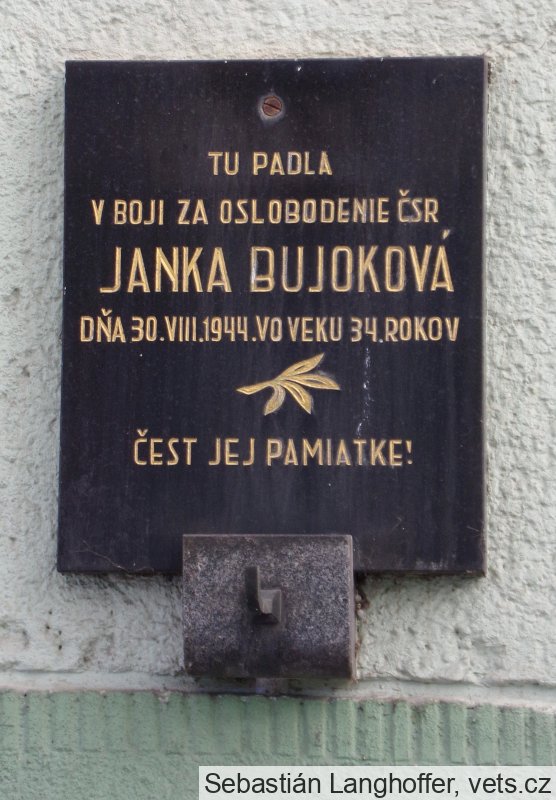 TU PADLA
V BOJI ZA OSLOBODENIE ČSR
JANKA BUJOKOVÁ
DŇA 30.VIII.1944.VO VEKU 34.ROKOV
ČEST JEJ PAMIATKE!
Sebastián Langhoffer, vets.cz